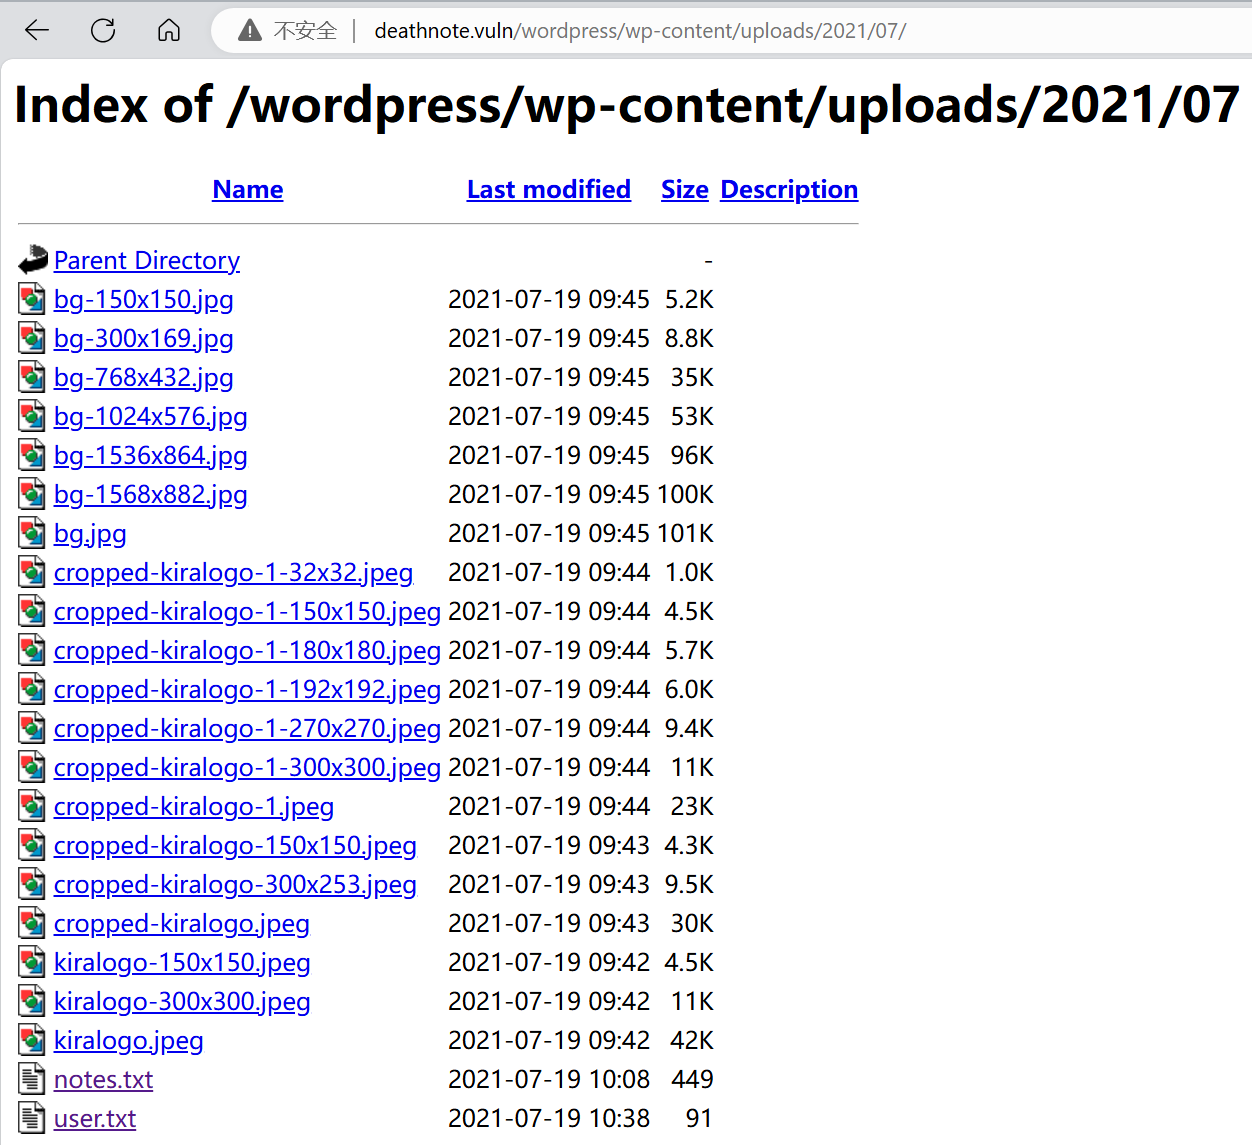 不安全 | deathnote.vuln/wordpress/wp-content/uploads/2021/07/
Index of /wordpress/wp-content/uploads/2021/07
Name Last modified Size Description
Parent Directory -
bg-150x150.jpg 2021-07-19 09:45 5.2K
bg-300x169.jpg 2021-07-19 09:45 8.8K
bg-768x432.jpg 2021-07-19 09:45 35K
bg-1024x576.jpg 2021-07-19 09:45 53K
bg-1536x864.jpg 2021-07-19 09:45 96K
bg-1568x882.jpg 2021-07-19 09:45 100K
bg.jpg 2021-07-19 09:45 101K
cropped-kiralogo-1-32x32.jpeg 2021-07-19 09:44 1.0K
cropped-kiralogo-1-150x150.jpeg 2021-07-19 09:44 4.5K
cropped-kiralogo-1-180x180.jpeg 2021-07-19 09:44 5.7K
cropped-kiralogo-1-192x192.jpeg 2021-07-19 09:44 6.0K
cropped-kiralogo-1-270x270.jpeg 2021-07-19 09:44 9.4K
cropped-kiralogo-1-300x300.jpeg 2021-07-19 09:44 11K
cropped-kiralogo-1.jpeg 2021-07-19 09:44 23K
cropped-kiralogo-150x150.jpeg 2021-07-19 09:43 4.3K
cropped-kiralogo-300x253.jpeg 2021-07-19 09:43 9.5K
cropped-kiralogo.jpeg 2021-07-19 09:43 30K
kiralogo-150x150.jpeg 2021-07-19 09:42 4.5K
kiralogo-300x300.jpeg 2021-07-19 09:42 11K
kiralogo.jpeg 2021-07-19 09:42 42K
notes.txt 2021-07-19 10:08 449
user.txt 2021-07-19 10:38 91